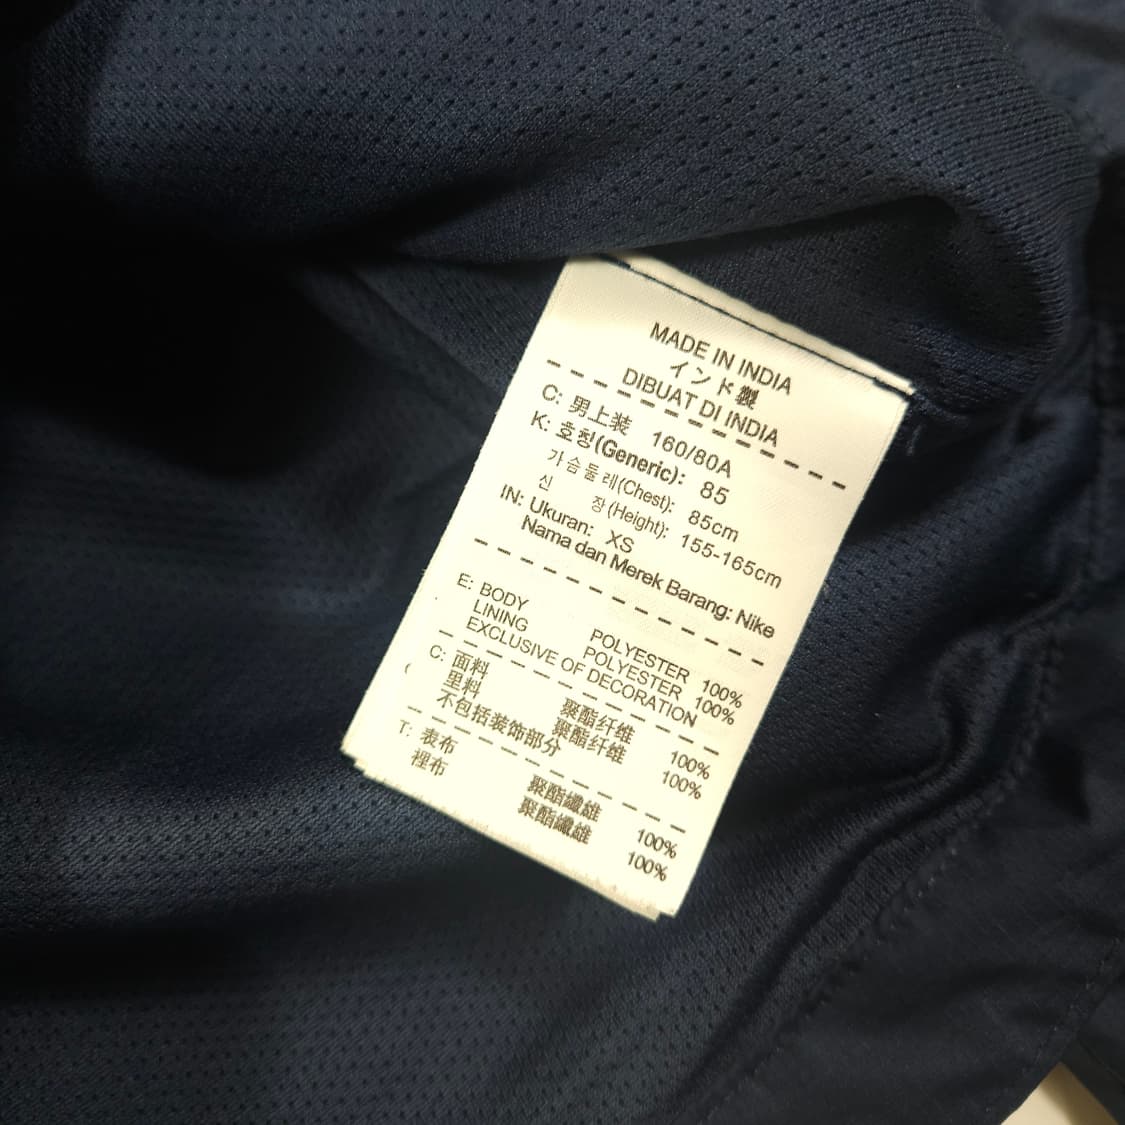 MADE IN INDIA
インド製
DIBUAT DI INDIA
C: 男上装 160/80A
K: 호칭(Generic): 85
가슴둘레(Chest): 85cm
신 장(Height): 155-165cm
IN: Ukuran: XS
Nama dan Merek Barang: Nike
E: BODY POLYESTER 100%
LINING POLYESTER 100%
EXCLUSIVE OF DECORATION
C: 面料 聚酯纤维 100%
里料 聚酯纤维 100%
不包括装饰部分
T: 表布 聚酯纖維 100%
裡布 聚酯纖維 100%